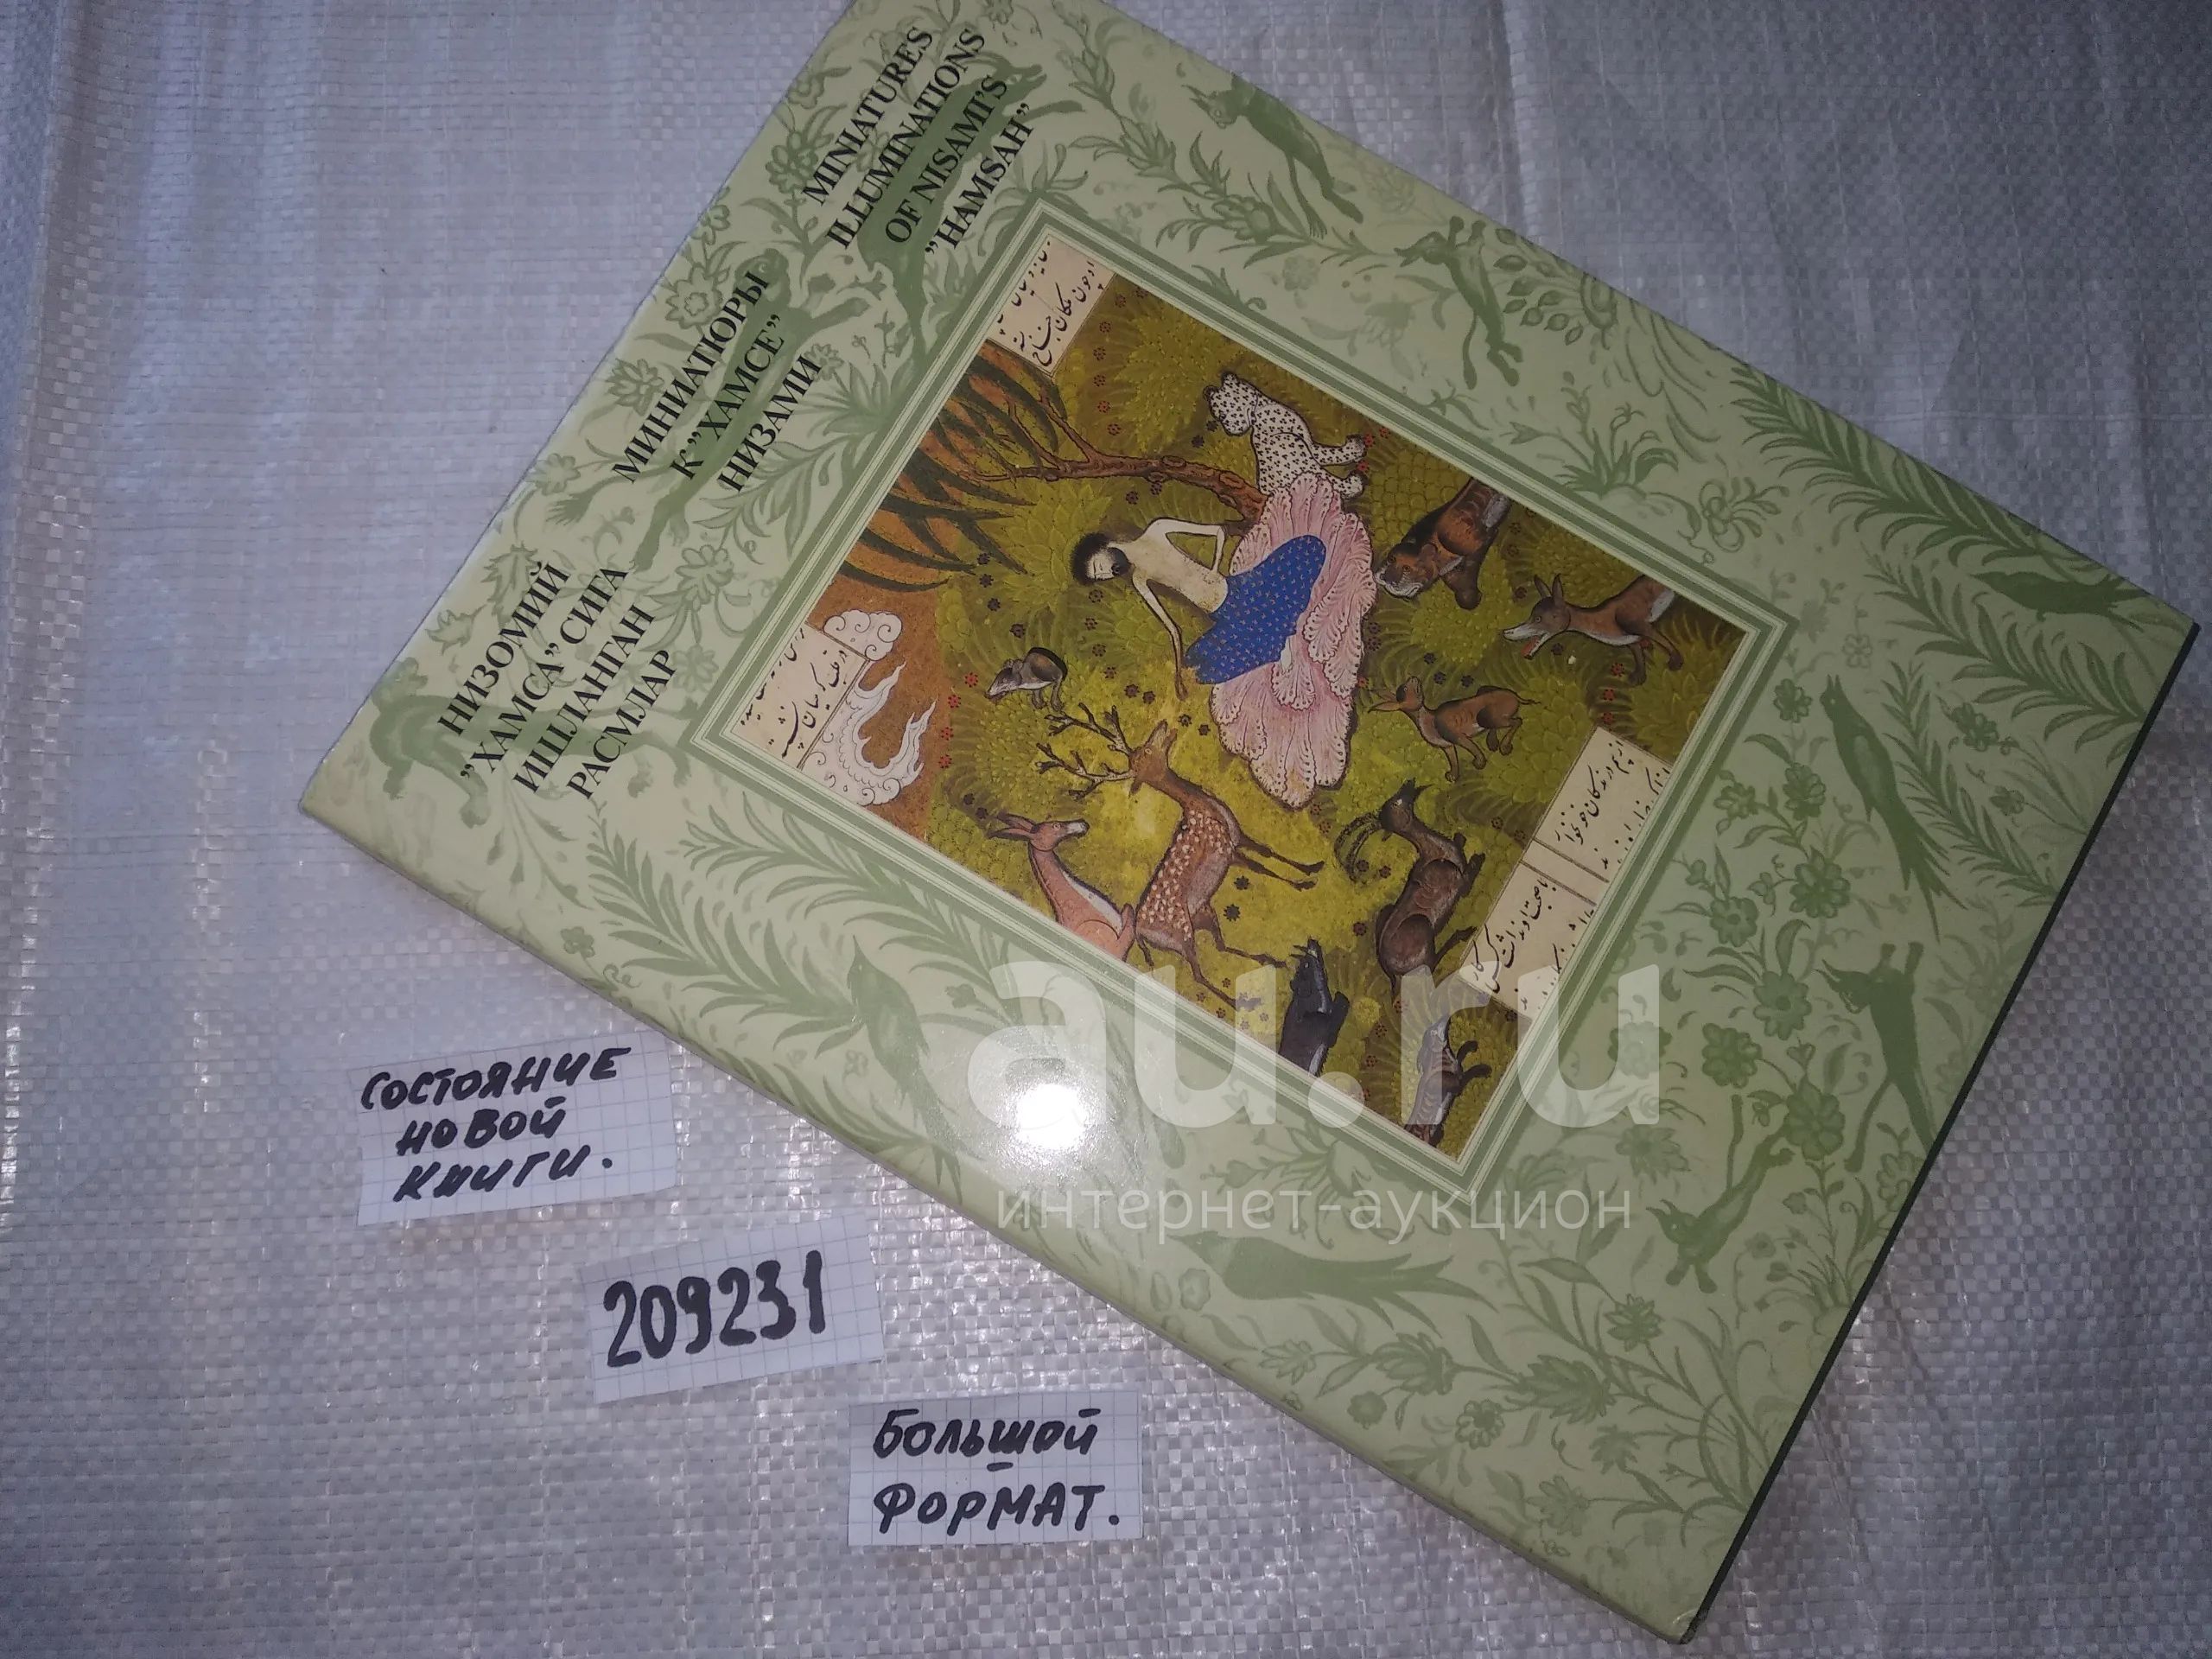 НИЗОМИЙ
"ХАМСА" СИГА
ИШЛАНГАН
РАСМЛАР
МИНИАТЮРЫ
К "ХАМСЕ"
НИЗАМИ
MINIATURES
ILLUMINATIONS
OF NISAMI'S
"HAMSAH"
СОСТОЯНИЕ
НОВОЙ
КНИГИ.
209231
БОЛЬШОЙ
ФОРМАТ.
au.ru
интернет-аукцион